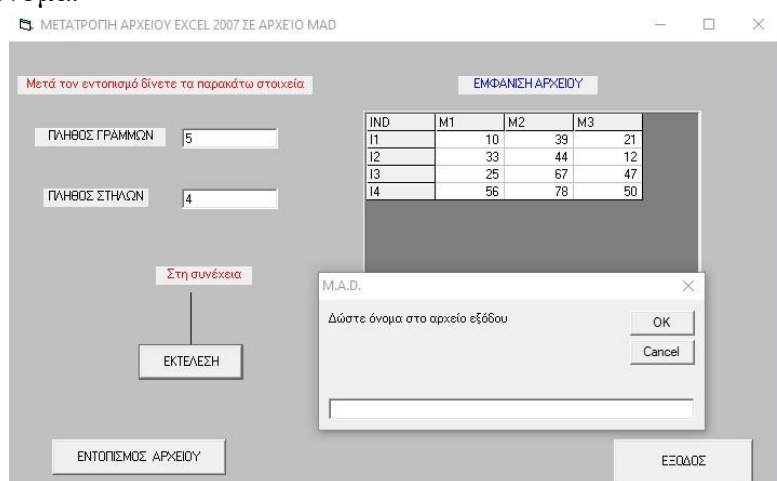 ΜΕΤΑΤΡΟΠΗ ΑΡΧΕΙΟΥ EXCEL 2007 ΣΕ ΑΡΧΕΙΟ MAD
Μετά τον εντοπισμό δίνετε τα παρακάτω στοιχεία
ΕΜΦΑΝΙΣΗ ΑΡΧΕΙΟΥ
ΠΛΗΘΟΣ ΓΡΑΜΜΩΝ 5
ΠΛΗΘΟΣ ΣΤΗΛΩΝ 4
IND M1 M2 M3
I1 10 39 21
I2 33 44 12
I3 25 67 47
I4 56 78 50
Στη συνέχεια
ΕΚΤΕΛΕΣΗ
M.A.D.
Δώστε όνομα στο αρχείο εξόδου
OK
Cancel
ΕΝΤΟΠΙΣΜΟΣ ΑΡΧΕΙΟΥ
ΕΞΟΔΟΣ